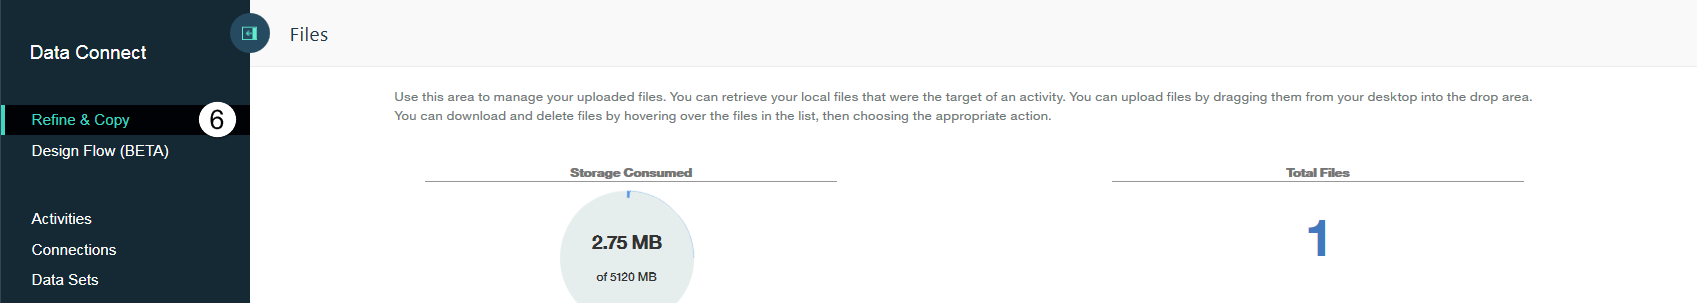 Data Connect
Refine & Copy
6
Design Flow (BETA)
Activities
Connections
Data Sets
Files
Use this area to manage your uploaded files. You can retrieve your local files that were the target of an activity. You can upload files by dragging them from your desktop into the drop area.
You can download and delete files by hovering over the files in the list, then choosing the appropriate action.
Storage Consumed
2.75 MB
of 5120 MB
Total Files
1